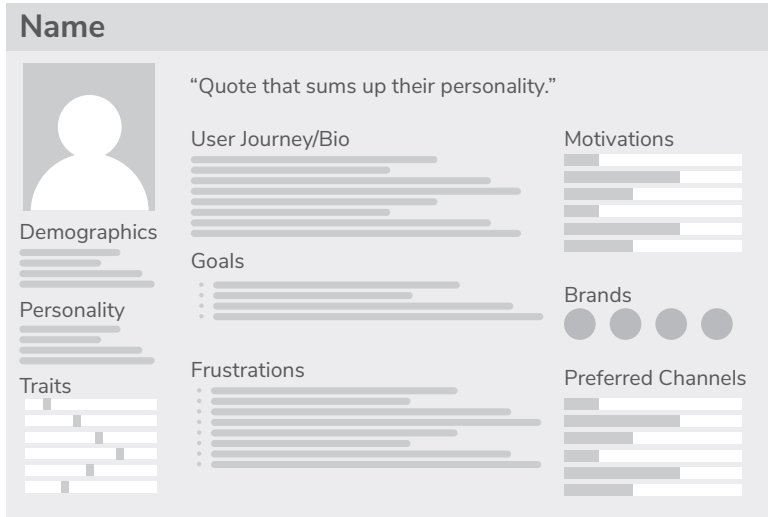 Name
“Quote that sums up their personality.”
Demographics
Personality
Traits
User Journey/Bio
Goals
Frustrations
Motivations
Brands
Preferred Channels